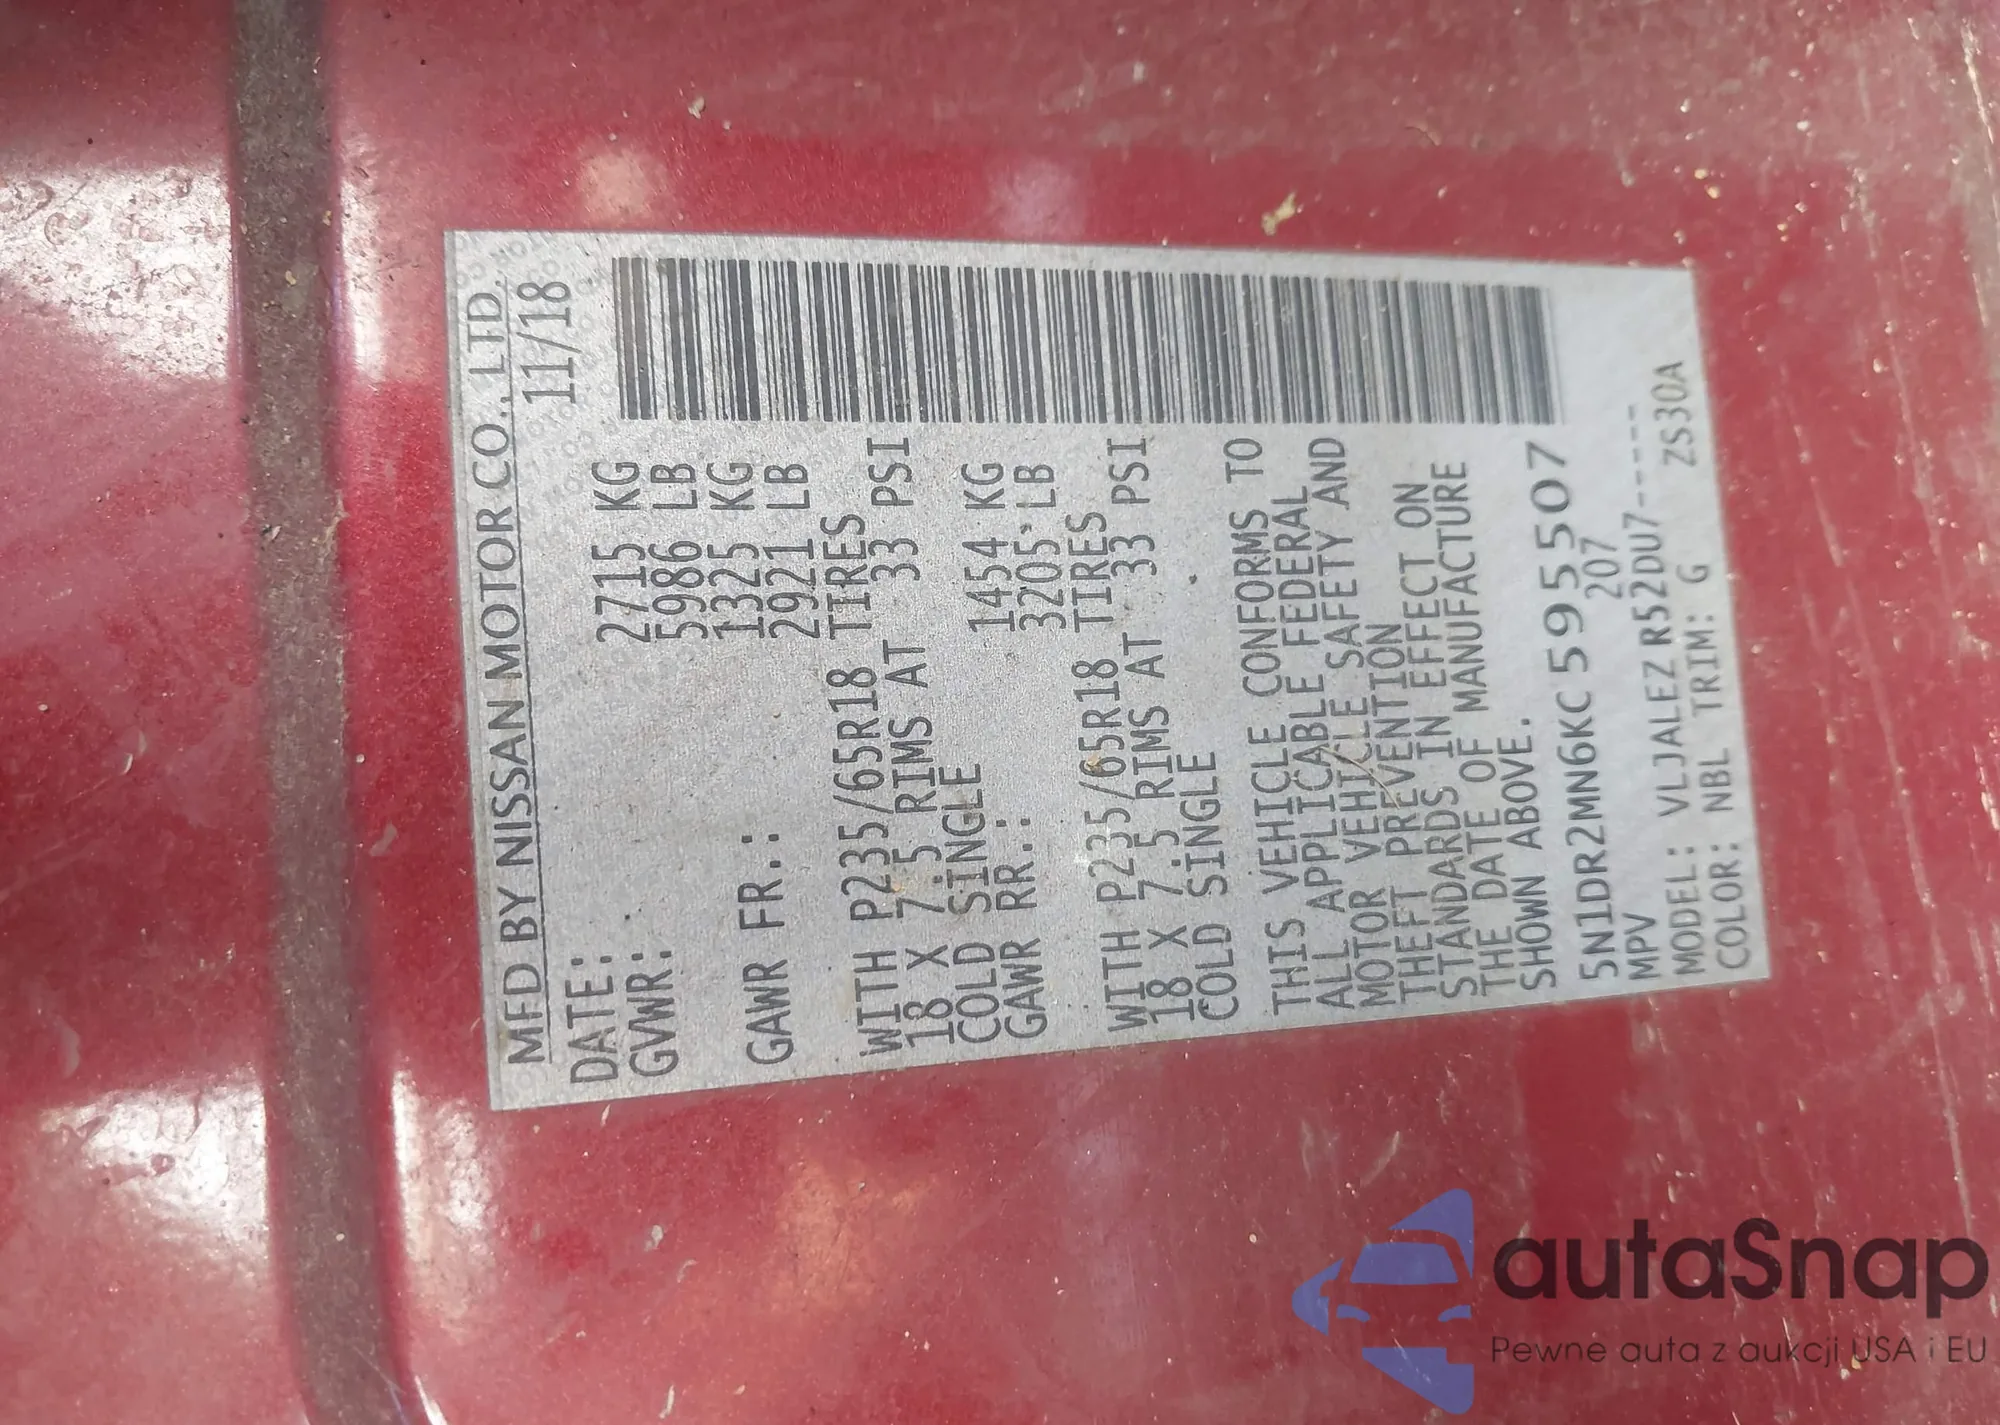 MFD BY NISSAN MOTOR CO., LTD.
DATE: 11/18
GVWR: 2715 KG
5986 LB
GAWR FR.: 1325 KG
2921 LB
WITH P235/65R18 TIRES
18 X 7.5 RIMS AT 33 PSI
COLD SINGLE
GAWR RR.: 1454 KG
3205 LB
WITH P235/65R18 TIRES
18 X 7.5 RIMS AT 33 PSI
COLD SINGLE
THIS VEHICLE CONFORMS TO
ALL APPLICABLE FEDERAL
MOTOR VEHICLE SAFETY AND
THEFT PREVENTION
STANDARDS IN EFFECT ON
THE DATE OF MANUFACTURE
SHOWN ABOVE.
5N1DR2MN6KC595507
MPV 207
MODEL: VLJALEZ R52DU7-----
COLOR: NBL TRIM: G ZS30A
autaSnap
Pewne auta z aukcji USA i EU